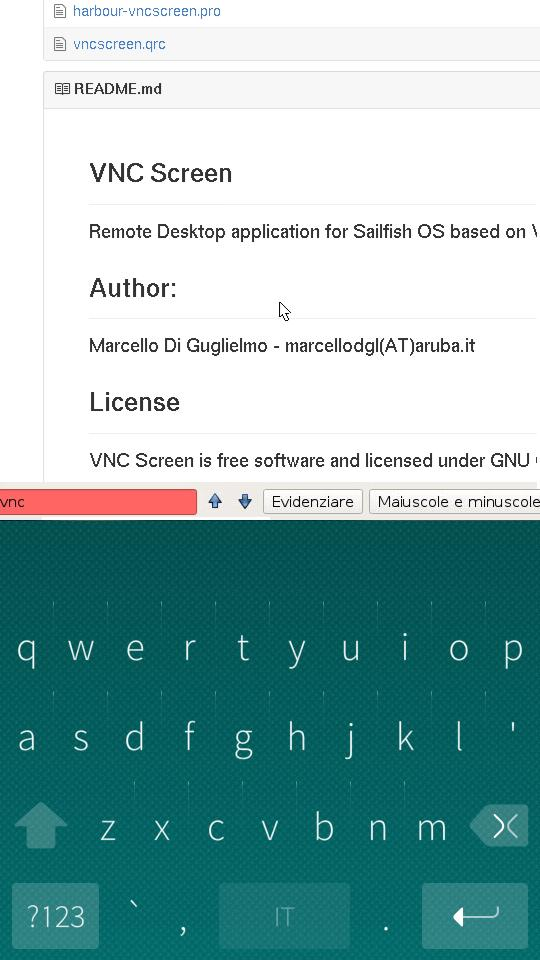 harbour-vncscreen.pro
vncscreen.qrc
README.md
VNC Screen
Remote Desktop application for Sailfish OS based on
Author:
Marcello Di Guglielmo - marcellodgl(AT)aruba.it
License
VNC Screen is free software and licensed under GNU
vnc Evidenziare Maiuscole e minuscole
q w e r t y u i o p
a s d f g h j k l '
z x c v b n m
?123 ` , IT .